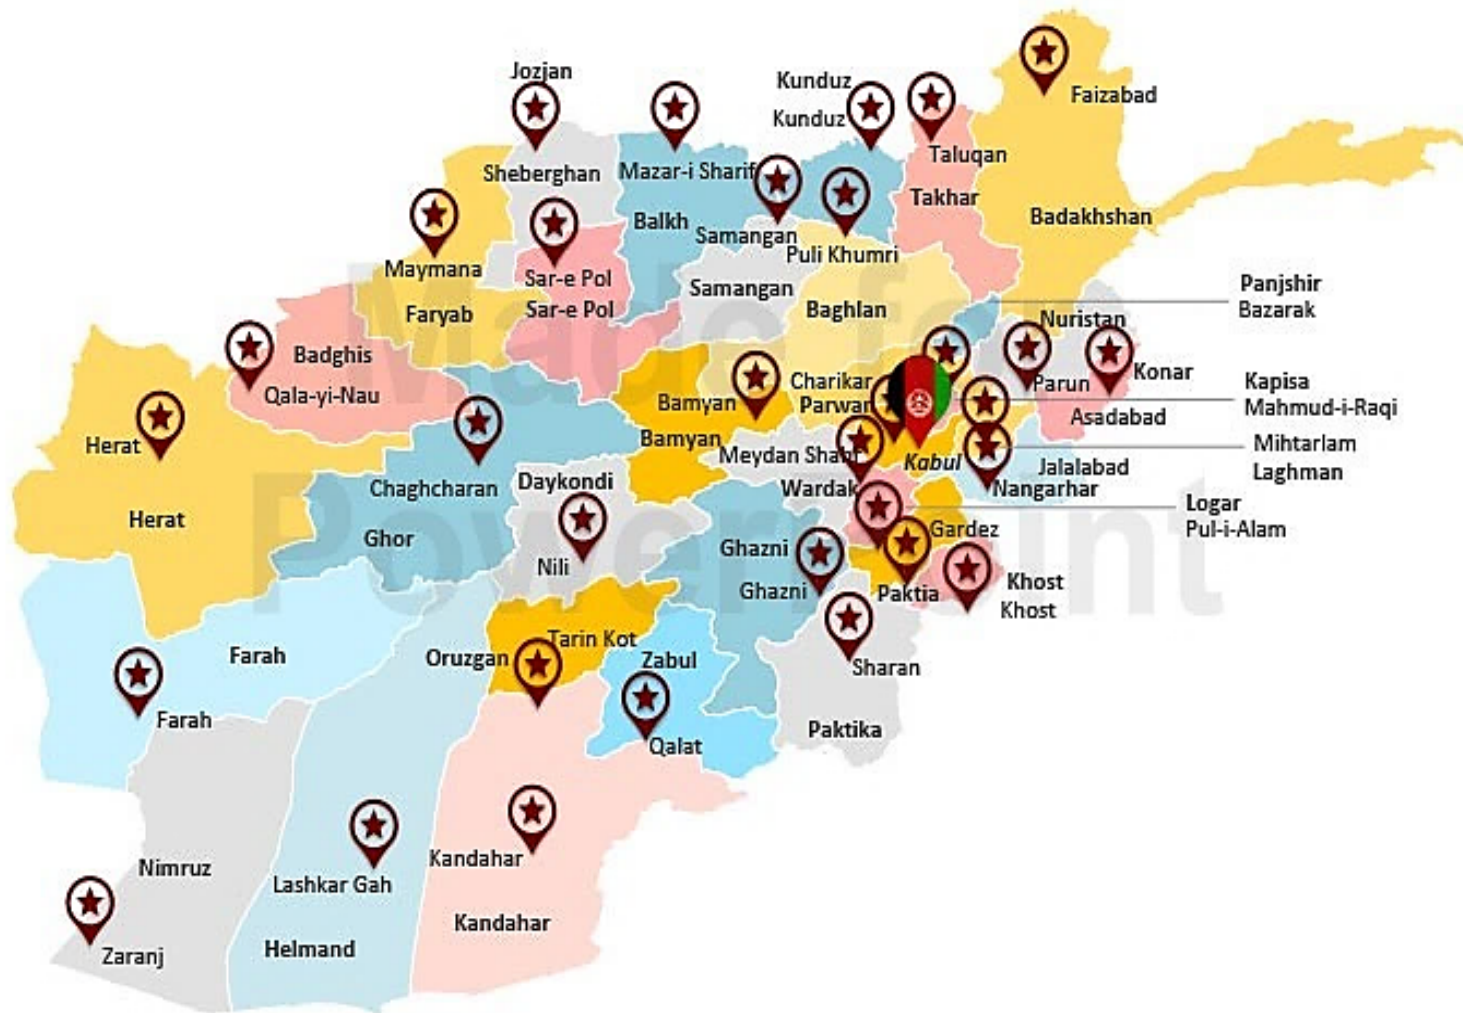 Jozjan
Kunduz
Kunduz
Faizabad
Taluqan
Sheberghan
Mazar-i Sharif
Takhar
Badakhshan
Balkh
Samangan
Puli Khumri
Maymana
Sar-e Pol
Samangan
Panjshir
Sar-e Pol
Baghlan
Bazarak
Faryab
Nuristan
Badghis
Konar
Kapisa
Charikar
Parun
Qala-yi-Nau
Bamyan
Parwan
Mahmud-i-Raqi
Asadabad
Herat
Bamyan
Mihtarlam
Meydan Shahr
Kabul
Jalalabad
Laghman
Chaghcharan
Daykondi
Wardak
Nangarhar
Logar
Herat
Pul-i-Alam
Gardez
Ghor
Ghazni
Nili
Khost
Ghazni
Paktia
Khost
Tarin Kot
Farah
Oruzgan
Zabul
Sharan
Farah
Paktika
Qalat
Nimruz
Kandahar
Lashkar Gah
Kandahar
Helmand
Zaranj
Made for
PowerPoint